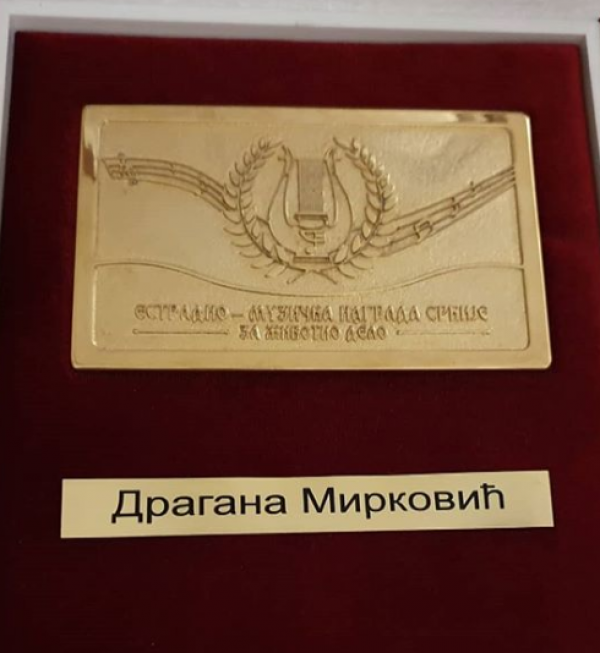 ЕСТРАДНО – МУЗИЧКА НАГРАДА СРБИЈЕ
ЗА ЖИВОТНО ДЕЛО
Драгана Мирковић